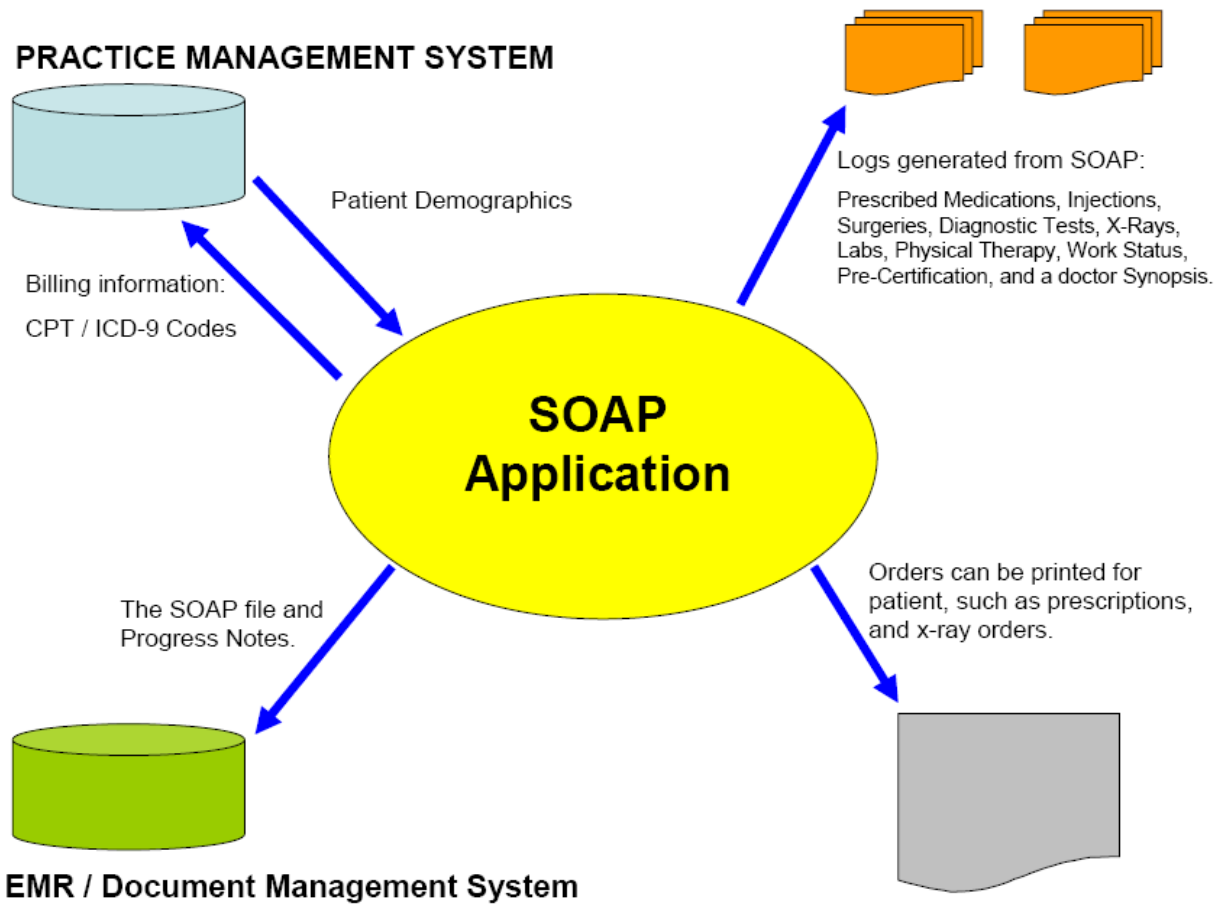 PRACTICE MANAGEMENT SYSTEM
Patient Demographics
Billing information:
CPT / ICD-9 Codes
Logs generated from SOAP:
Prescribed Medications, Injections,
Surgeries, Diagnostic Tests, X-Rays,
Labs, Physical Therapy, Work Status,
Pre-Certification, and a doctor Synopsis.
SOAP
Application
The SOAP file and
Progress Notes.
Orders can be printed for
patient, such as prescriptions,
and x-ray orders.
EMR / Document Management System